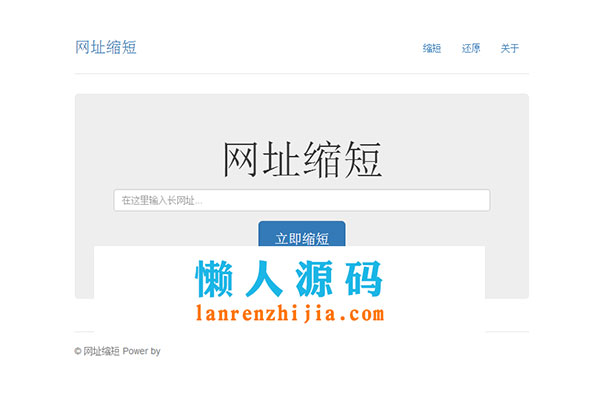 网址缩短
缩短 还原 关于
网址缩短
在这里输入长网址...
立即缩短
懒人源码
lanrenzhijia.com
© 网址缩短 Power by